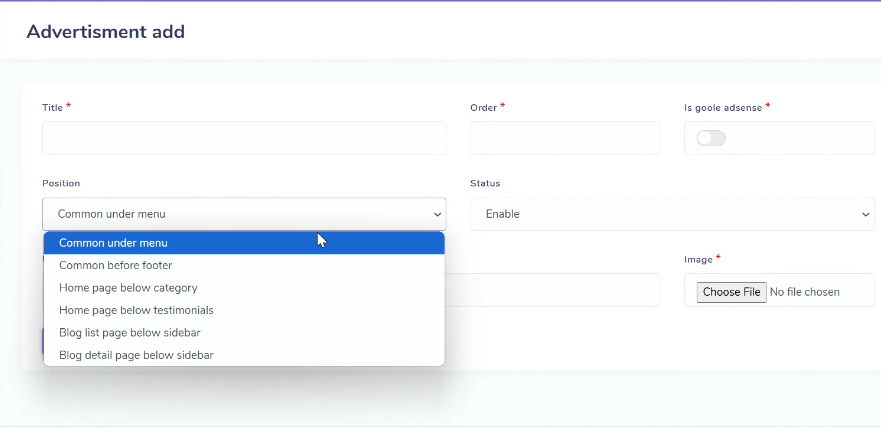 Advertisment add
Title * Order * Is goole adsense *
Position Status
Common under menu Enable
Common under menu
Common before footer
Image *
Home page below category Choose File No file chosen
Home page below testimonials
Blog list page below sidebar
Blog detail page below sidebar